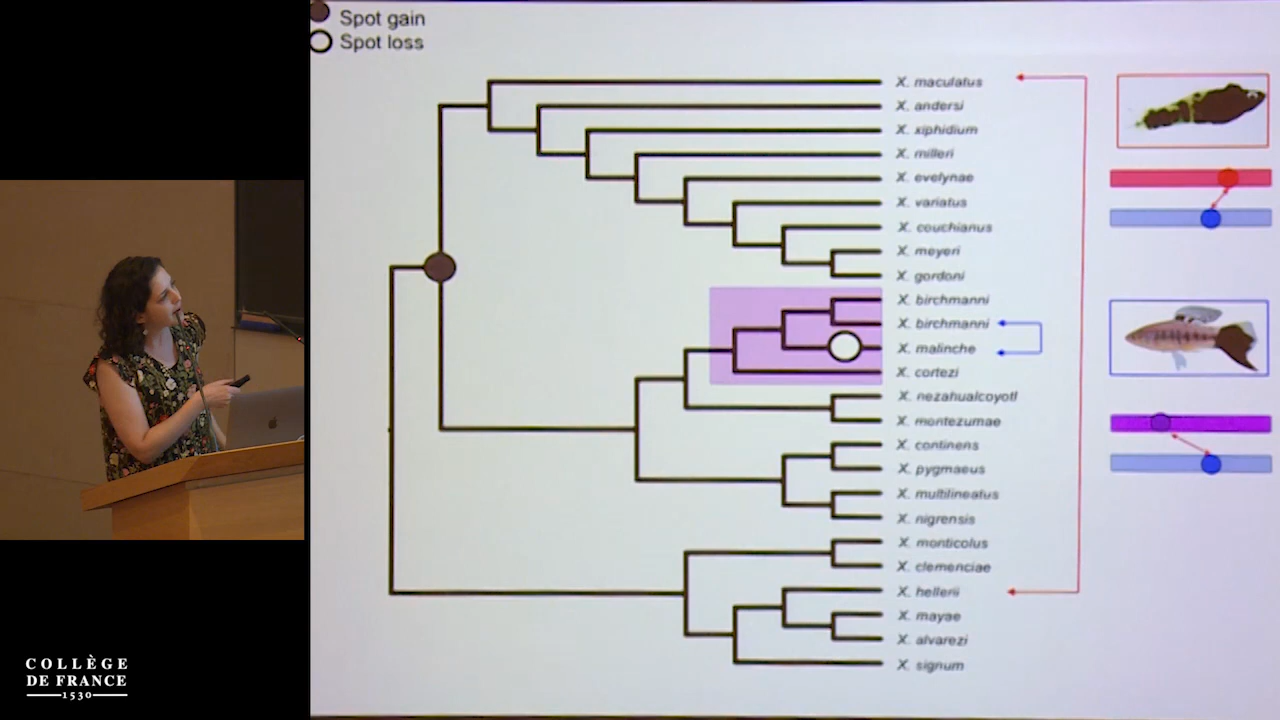 Spot gain
Spot loss
X. maculatus
X. andersi
X. xiphidium
X. milleri
X. evelynae
X. variatus
X. couchianus
X. meyeri
X. gordoni
X. birchmanni
X. birchmanni
X. malinche
X. cortezi
X. nezahualcoyotl
X. montezumae
X. continens
X. pygmaeus
X. multilineatus
X. nigrensis
X. monticolus
X. clemenciae
X. hellerii
X. mayae
X. alvarezi
X. signum
COLLÈGE
DE FRANCE
1530